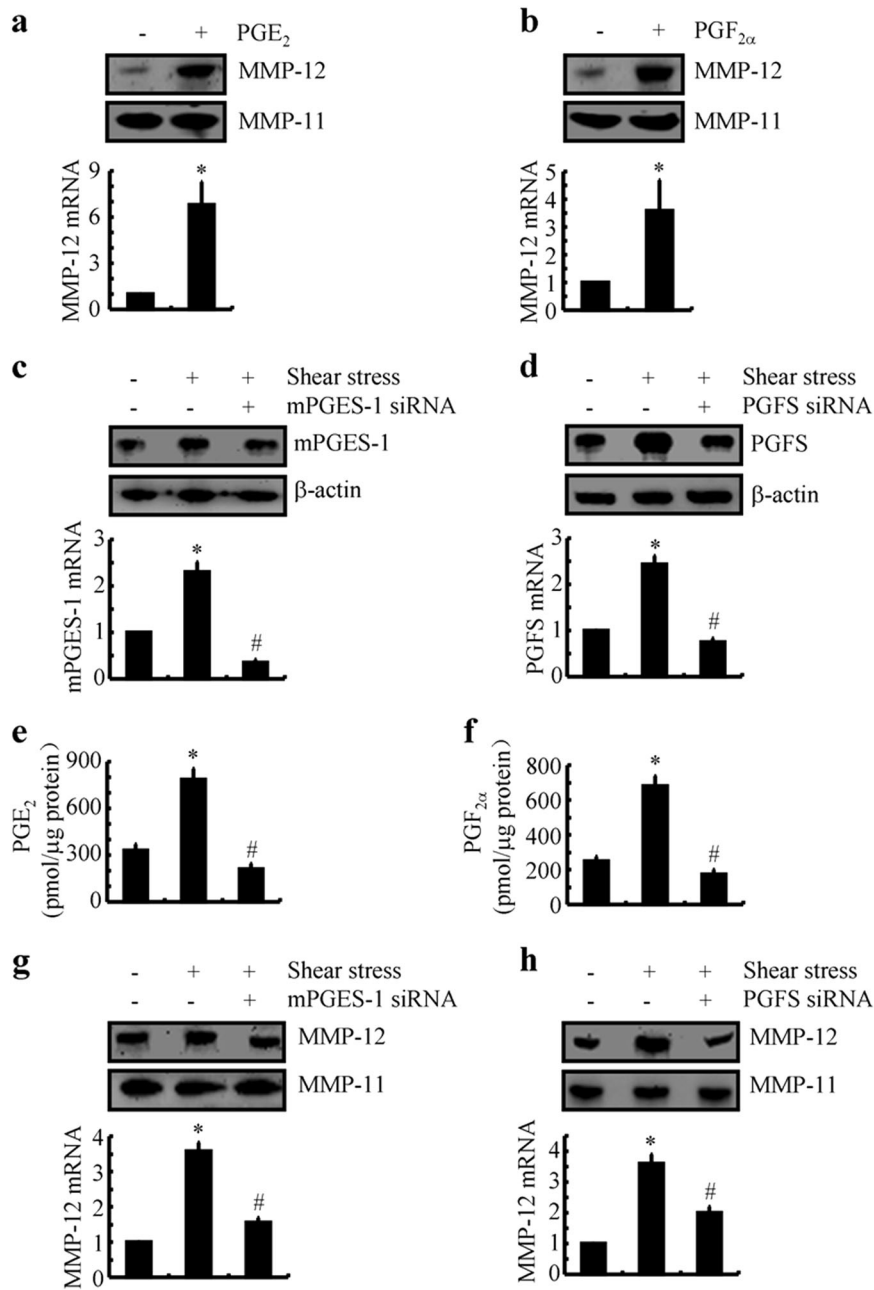 a
- + PGE2
MMP-12
MMP-11
MMP-12 mRNA
9
6
3
0
*
b
- + PGF2α
MMP-12
MMP-11
MMP-12 mRNA
5
4
3
2
1
0
*
c
- + + Shear stress
- - + mPGES-1 siRNA
mPGES-1
β-actin
mPGES-1 mRNA
3
2
1
0
*
#
d
- + + Shear stress
- - + PGFS siRNA
PGFS
β-actin
PGFS mRNA
3
2
1
0
*
#
e
PGE2
(pmol/μg protein)
900
600
300
0
*
#
f
PGF2α
(pmol/μg protein)
800
600
400
200
0
*
#
g
- + + Shear stress
- - + mPGES-1 siRNA
MMP-12
MMP-11
MMP-12 mRNA
4
3
2
1
0
*
#
h
- + + Shear stress
- - + PGFS siRNA
MMP-12
MMP-11
MMP-12 mRNA
4
3
2
1
0
*
#